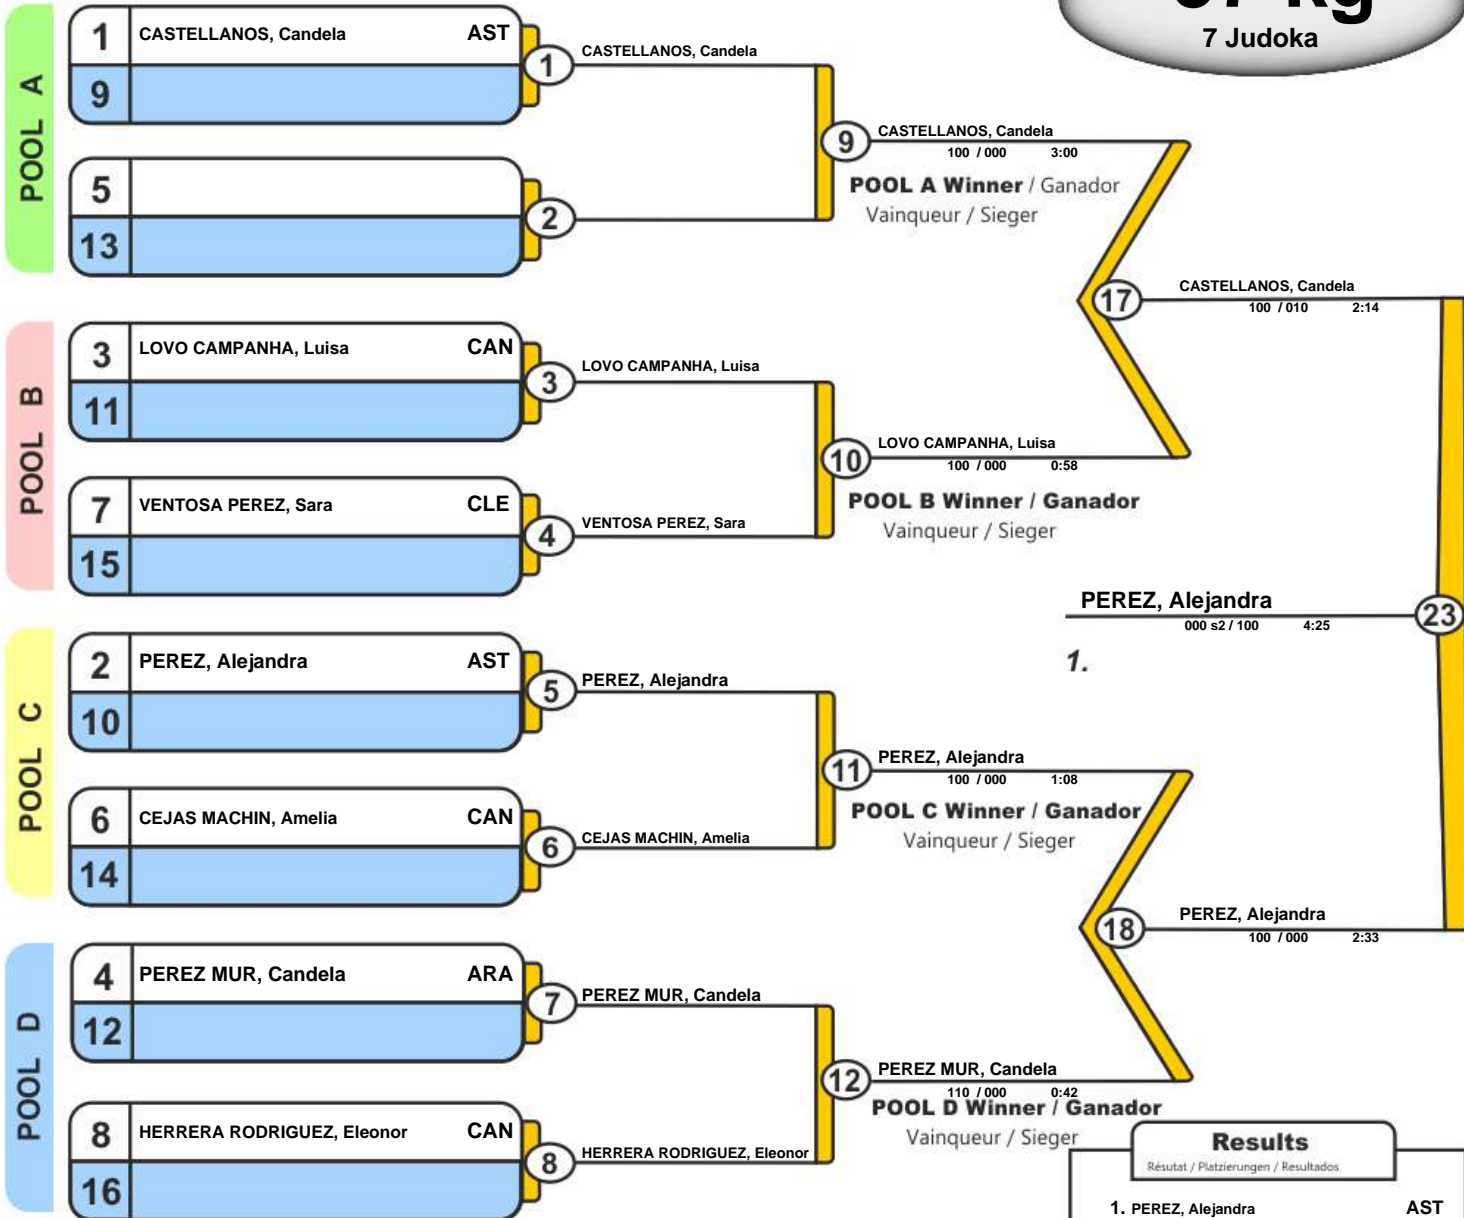 7 Judoka
POOL A
1 CASTELLANOS, Candela AST
9
1
CASTELLANOS, Candela
5
13
2
9
CASTELLANOS, Candela
100 / 000 3:00
POOL A Winner / Ganador
Vainqueur / Sieger
POOL B
3 LOVO CAMPANHA, Luisa CAN
11
3
LOVO CAMPANHA, Luisa
7 VENTOSA PEREZ, Sara CLE
15
4
VENTOSA PEREZ, Sara
10
LOVO CAMPANHA, Luisa
100 / 000 0:58
POOL B Winner / Ganador
Vainqueur / Sieger
17
CASTELLANOS, Candela
100 / 010 2:14
PEREZ, Alejandra
000 s2 / 100 4:25
23
1.
POOL C
2 PEREZ, Alejandra AST
10
5
PEREZ, Alejandra
6 CEJAS MACHIN, Amelia CAN
14
6
CEJAS MACHIN, Amelia
11
PEREZ, Alejandra
100 / 000 1:08
POOL C Winner / Ganador
Vainqueur / Sieger
18
PEREZ, Alejandra
100 / 000 2:33
POOL D
4 PEREZ MUR, Candela ARA
12
7
PEREZ MUR, Candela
8 HERRERA RODRIGUEZ, Eleonor CAN
16
8
HERRERA RODRIGUEZ, Eleonor
12
PEREZ MUR, Candela
110 / 000 0:42
POOL D Winner / Ganador
Vainqueur / Sieger
Results
Résutat / Platzierungen / Resultados
1. PEREZ, Alejandra AST